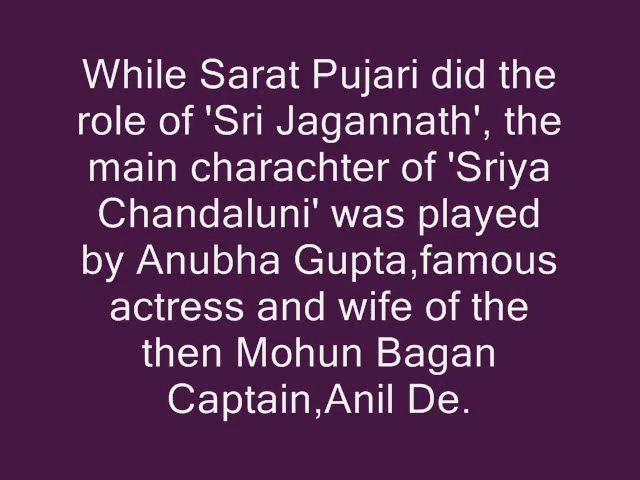 While Sarat Pujari did the
role of 'Sri Jagannath', the
main charachter of 'Sriya
Chandaluni' was played
by Anubha Gupta,famous
actress and wife of the
then Mohun Bagan
Captain,Anil De.